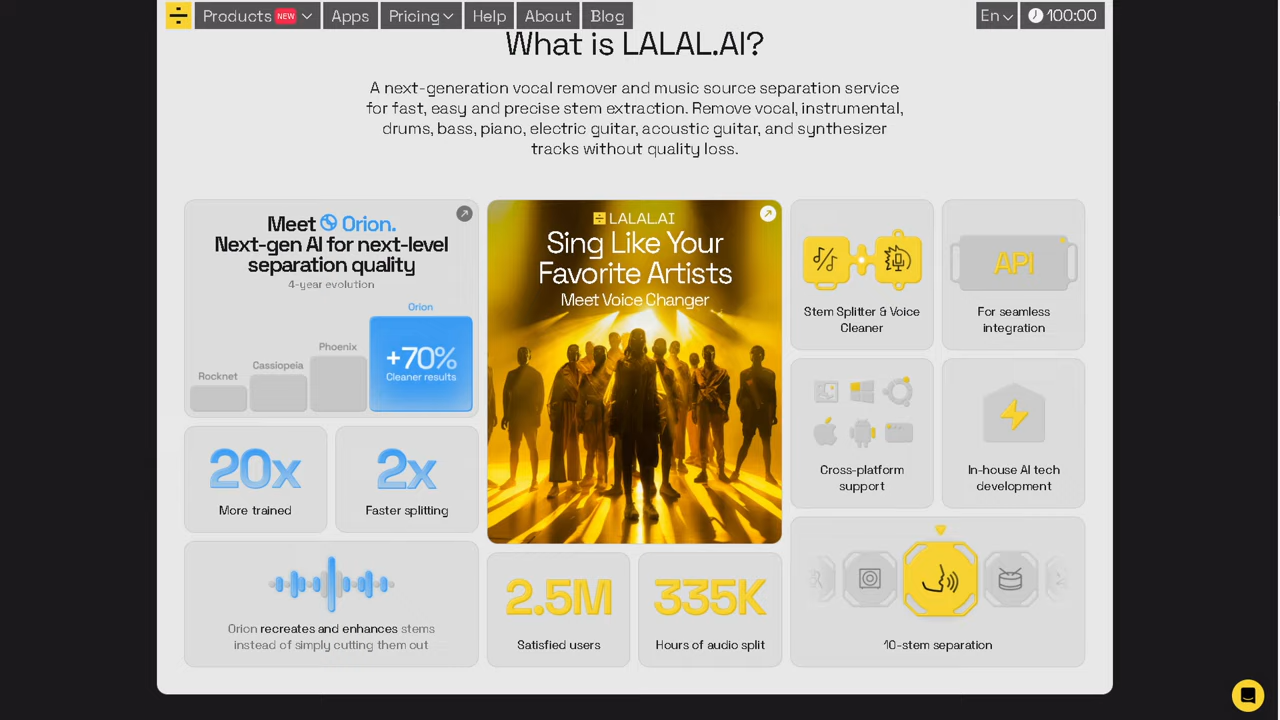 Products NEW
Apps
Pricing
Help
About
Blog
En
100:00
What is LALAL.AI?
A next-generation vocal remover and music source separation service
for fast, easy and precise stem extraction. Remove vocal, instrumental,
drums, bass, piano, electric guitar, acoustic guitar, and synthesizer
tracks without quality loss.
Meet Orion.
Next-gen AI for next-level
separation quality
4-year evolution
Rocknet
Cassiopeia
Phoenix
Orion
+70%
Cleaner results
20x
More trained
2x
Faster splitting
Orion recreates and enhances stems
instead of simply cutting them out
LALAL.AI
Sing Like Your
Favorite Artists
Meet Voice Changer
2.5M
Satisfied users
335K
Hours of audio split
Stem Splitter & Voice
Cleaner
API
For seamless
integration
Cross-platform
support
In-house AI tech
development
10-stem separation